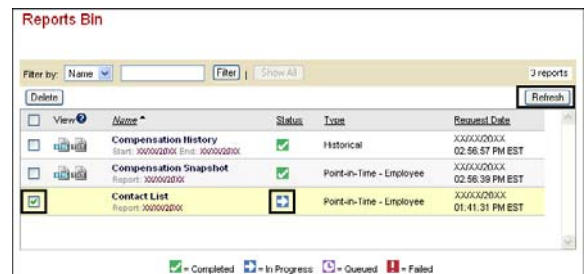 Reports Bin
Filter by: Name Filter | Show All 3 reports
Delete Refresh
View Name Status Type Request Date
Compensation History
Start: XX/XX/20XX End: XX/XX/20XX
Historical
XX/XX/20XX
02:56:57 PM EST
Compensation Snapshot
Report: XX/XX/20XX
Point-in-Time - Employee
XX/XX/20XX
02:56:39 PM EST
Contact List
Report: XX/XX/20XX
Point-in-Time - Employee
XX/XX/20XX
01:41:31 PM EST
= Completed = In Progress = Queued = Failed